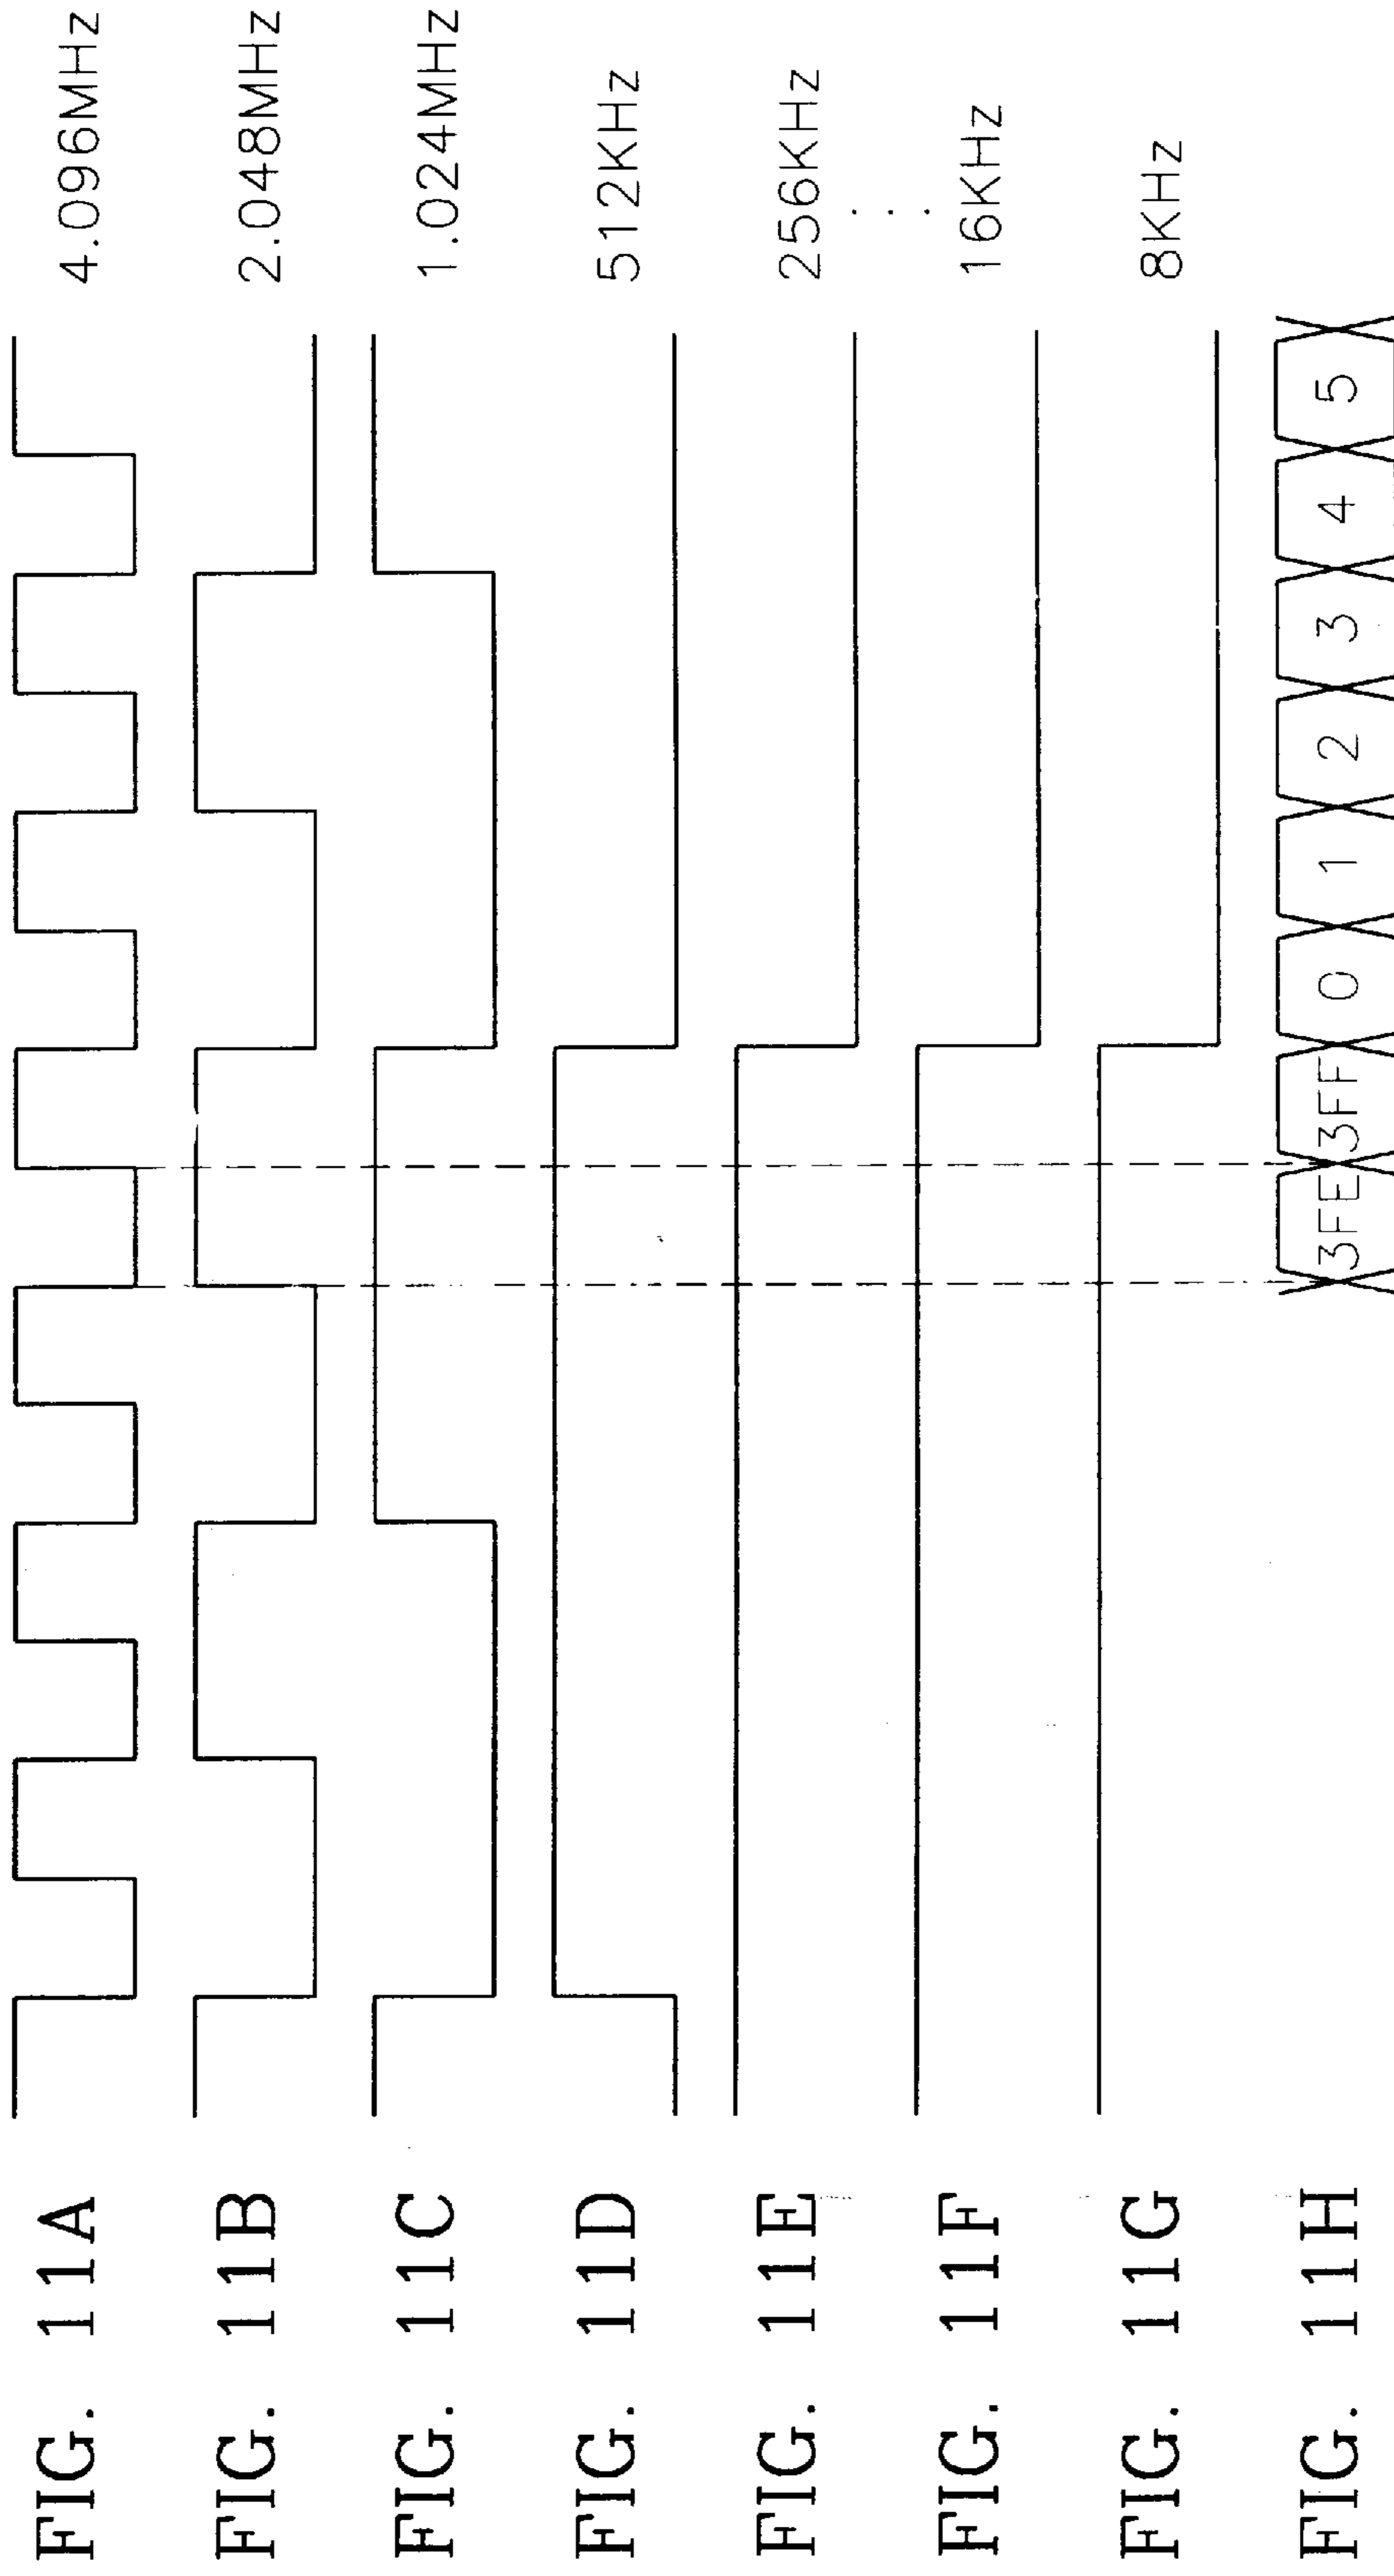 FIG. 11A 4.096MHz
FIG. 11B 2.048MHz
FIG. 11C 1.024MHz
FIG. 11D 512KHz
FIG. 11E 256KHz
FIG. 11F 16KHz
FIG. 11G 8KHz
FIG. 11H 3FE 3FF 0 1 2 3 4 5